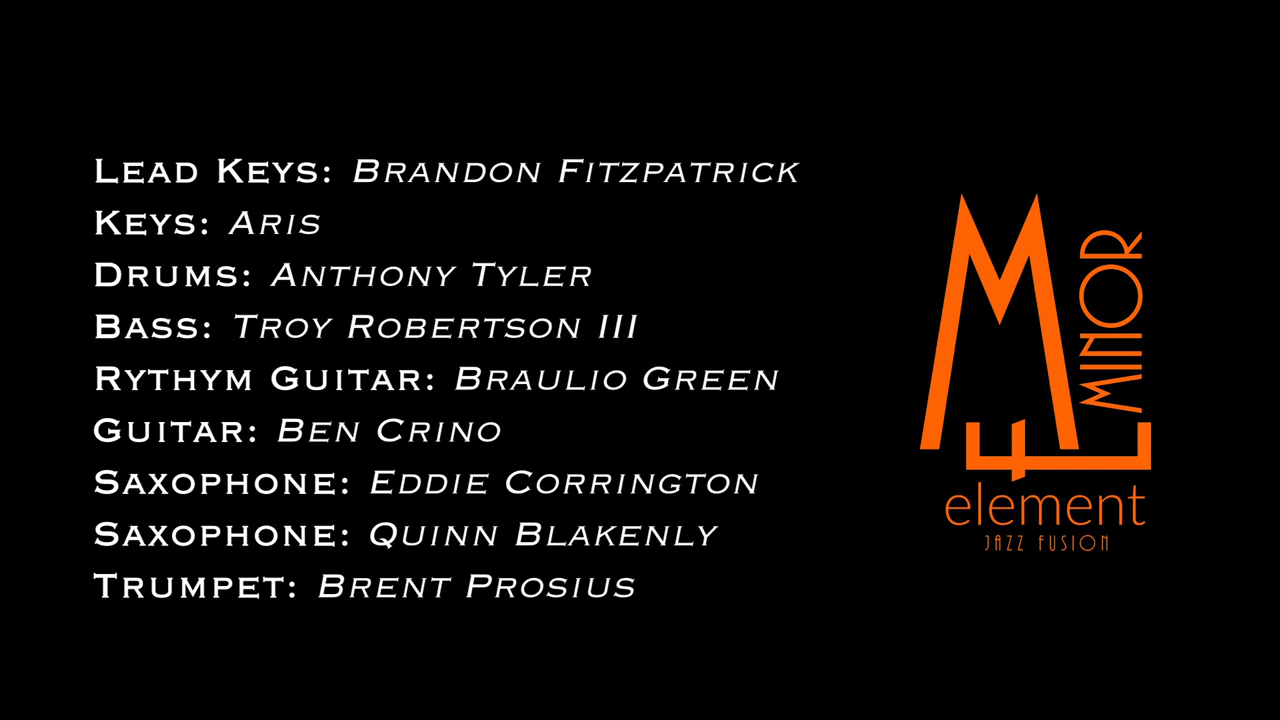 Lead Keys: Brandon Fitzpatrick
Keys: Aris
Drums: Anthony Tyler
Bass: Troy Robertson III
Rythym Guitar: Braulio Green
Guitar: Ben Crino
Saxophone: Eddie Corrington
Saxophone: Quinn Blakenly
Trumpet: Brent Prosius
ME
MINOR
element
JAZZ FUSION